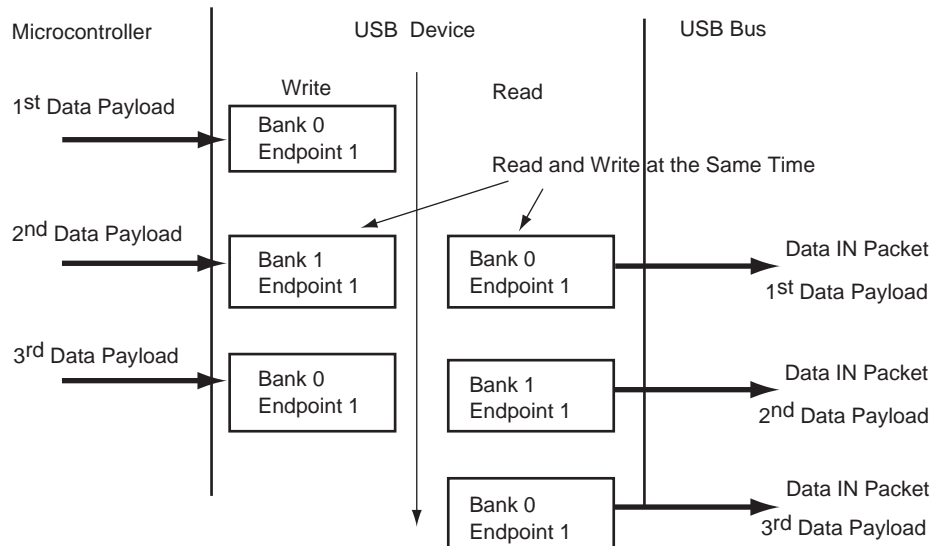 Microcontroller
USB Device
USB Bus
Write
Read
1st Data Payload
Bank 0
Endpoint 1
Read and Write at the Same Time
2nd Data Payload
Bank 1
Endpoint 1
Bank 0
Endpoint 1
Data IN Packet
1st Data Payload
3rd Data Payload
Bank 0
Endpoint 1
Bank 1
Endpoint 1
Data IN Packet
2nd Data Payload
Bank 0
Endpoint 1
Data IN Packet
3rd Data Payload